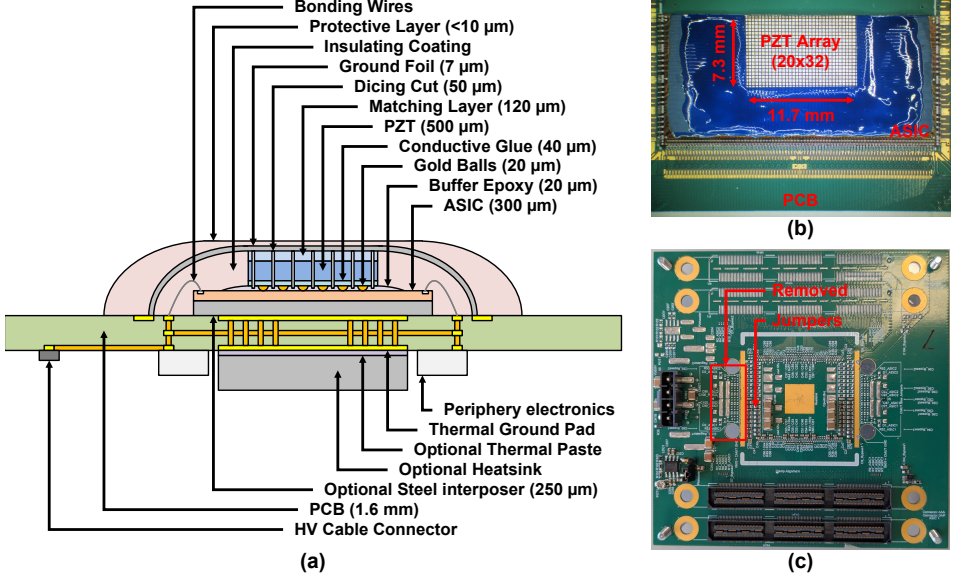 Bonding Wires
Protective Layer (<10 µm)
Insulating Coating
Ground Foil (7 µm)
Dicing Cut (50 µm)
Matching Layer (120 µm)
PZT (500 µm)
Conductive Glue (40 µm)
Gold Balls (20 µm)
Buffer Epoxy (20 µm)
ASIC (300 µm)
Periphery electronics
Thermal Ground Pad
Optional Thermal Paste
Optional Heatsink
Optional Steel interposer (250 µm)
PCB (1.6 mm)
HV Cable Connector
(a)
PZT Array
(20x32)
7.3 mm
11.7 mm
ASIC
PCB
(b)
Removed
Jumpors
(c)